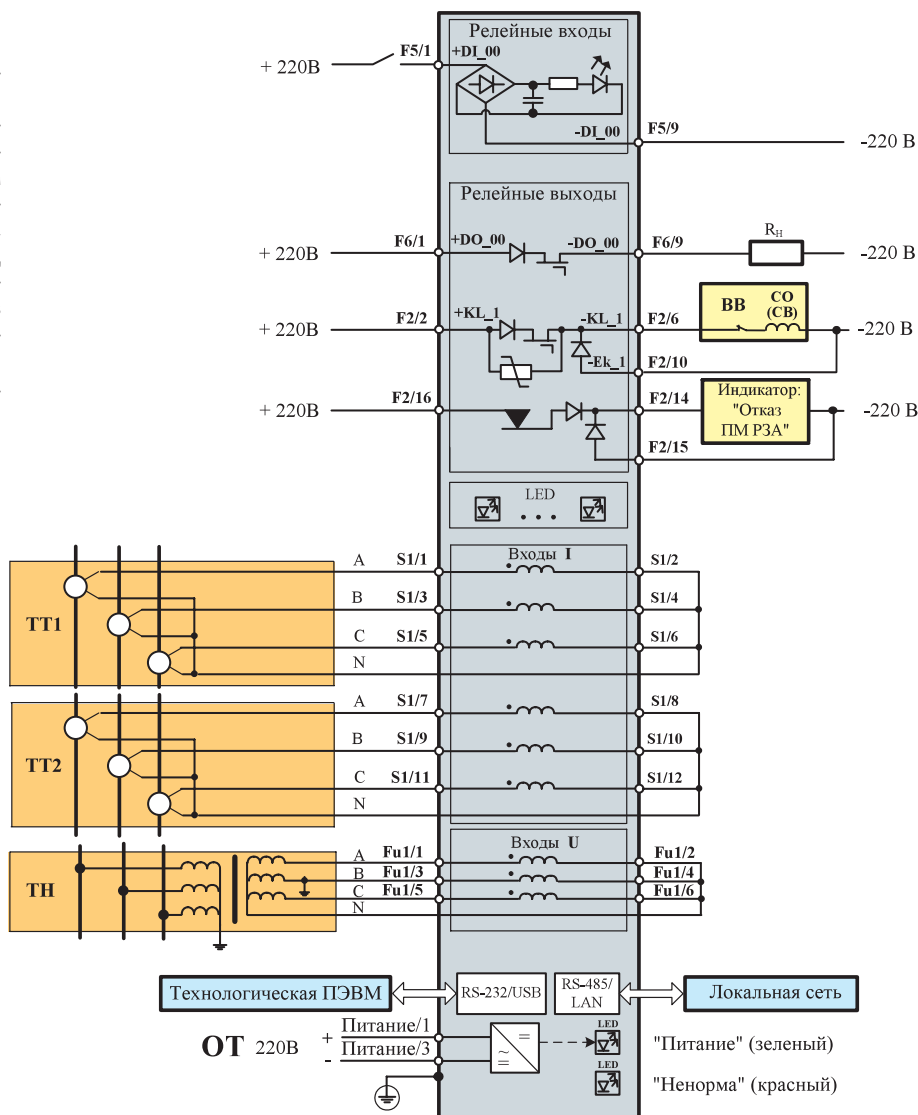 Релейные входы
+ 220В
F5/1
+DI_00
-DI_00
F5/9
-220 В
Релейные выходы
+ 220В
F6/1
+DO_00
-DO_00
F6/9
RН
-220 В
+ 220В
F2/2
+KL_1
-KL_1
F2/6
ВВ
СО
(СВ)
-220 В
-Ek_1
F2/10
+ 220В
F2/16
F2/14
Индикатор:
"Отказ
ПМ РЗА"
-220 В
F2/15
LED
Входы I
ТТ1
A
S1/1
S1/2
B
S1/3
S1/4
C
S1/5
S1/6
N
ТТ2
A
S1/7
S1/8
B
S1/9
S1/10
C
S1/11
S1/12
N
Входы U
ТН
A
Fu1/1
Fu1/2
B
Fu1/3
Fu1/4
C
Fu1/5
Fu1/6
N
Технологическая ПЭВМ
RS-232/USB
RS-485/
LAN
Локальная сеть
ОТ 220В
+ Питание/1
- Питание/3
LED
"Питание" (зеленый)
LED
"Ненорма" (красный)